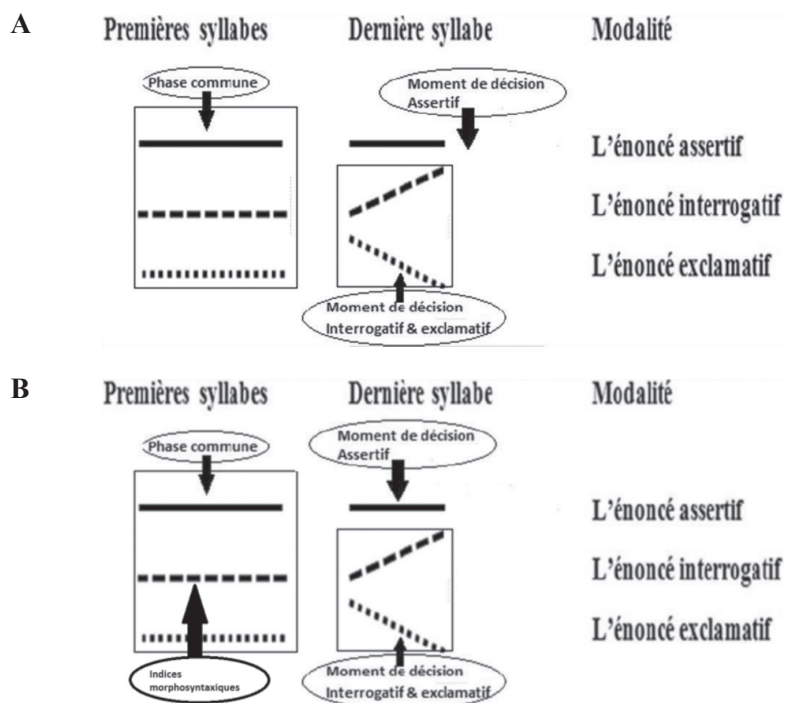 A
Premières syllabes Dernière syllabe Modalité
Phase commune
Moment de décision
Assertif
L'énoncé assertif
L'énoncé interrogatif
L'énoncé exclamatif
Moment de décision
Interrogatif & exclamatif
B
Premières syllabes Dernière syllabe Modalité
Phase commune
Moment de décision
Assertif
L'énoncé assertif
L'énoncé interrogatif
L'énoncé exclamatif
Indices
morphosyntaxiques
Moment de décision
Interrogatif & exclamatif